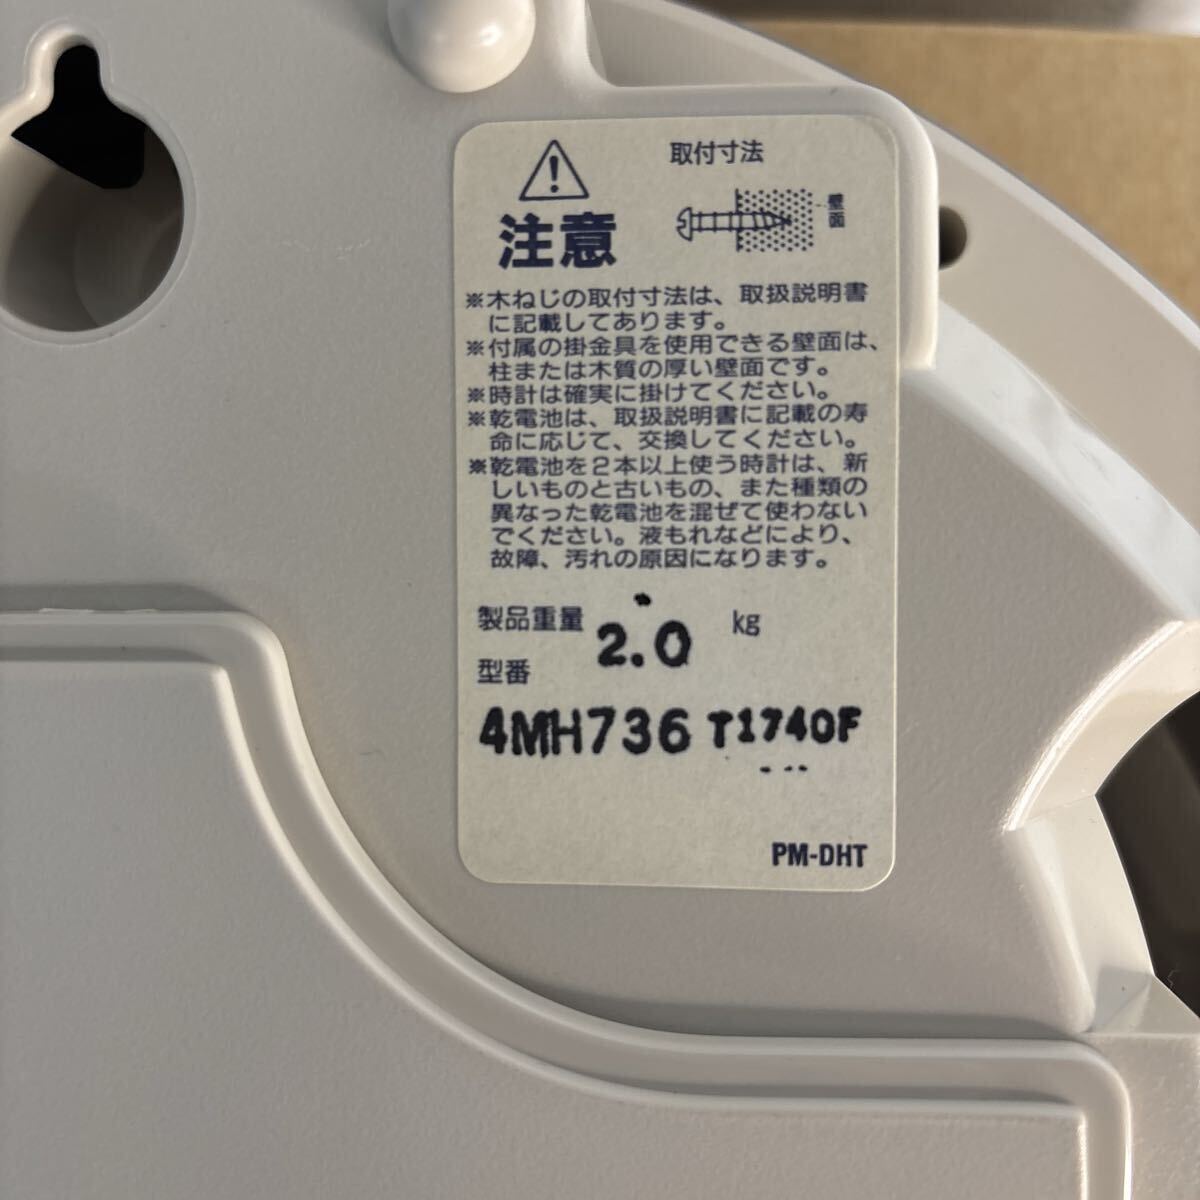 取付寸法
壁面
注意
※木ねじの取付寸法は、取扱説明書
に記載してあります。
※付属の掛金具を使用できる壁面は、
柱または木質の厚い壁面です。
※時計は確実に掛けてください。
※乾電池は、取扱説明書に記載の寿
命に応じて、交換してください。
※乾電池を2本以上使う時計は、新
しいものと古いもの、また種類の
異なった乾電池を混ぜて使わない
でください。液もれなどにより、
故障、汚れの原因になります。
製品重量 2.0 kg
型番
4MH736 T1740F
PM-DHT